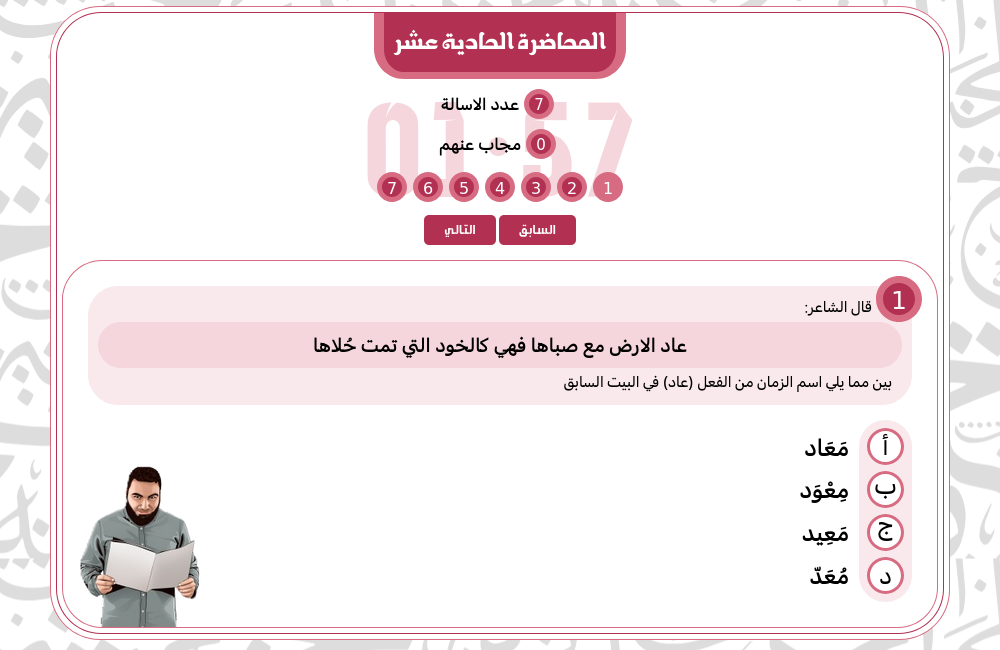 المحاضرة الحادية عشر
01:57
7 عدد الاسالة
0 مجاب عنهم
1 2 3 4 5 6 7
السابق التالي
1
قال الشاعر:
عاد الارض مع صباها فهي كالخود التي تمت حُلاها
بين مما يلي اسم الزمان من الفعل (عاد) في البيت السابق
أ مَعَاد
ب مِعْوَد
ج مَعِيد
د مُعَدّ